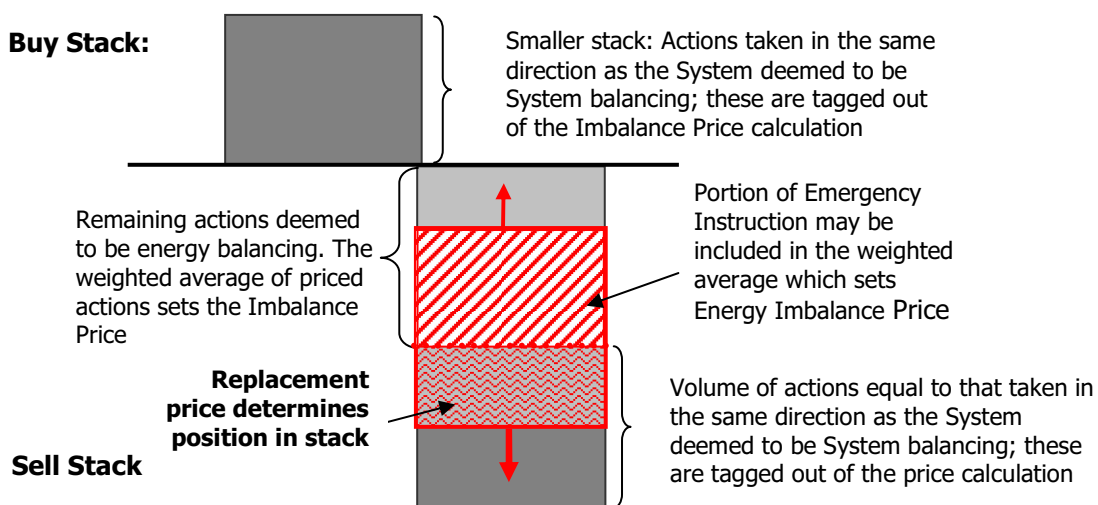 Buy Stack:
Smaller stack: Actions taken in the same
direction as the System deemed to be
System balancing; these are tagged out
of the Imbalance Price calculation
Remaining actions deemed
to be energy balancing. The
weighted average of priced
actions sets the Imbalance
Price
Portion of Emergency
Instruction may be
included in the weighted
average which sets
Energy Imbalance Price
Replacement
price determines
position in stack
Volume of actions equal to that taken in
the same direction as the System
deemed to be System balancing; these
are tagged out of the price calculation
Sell Stack